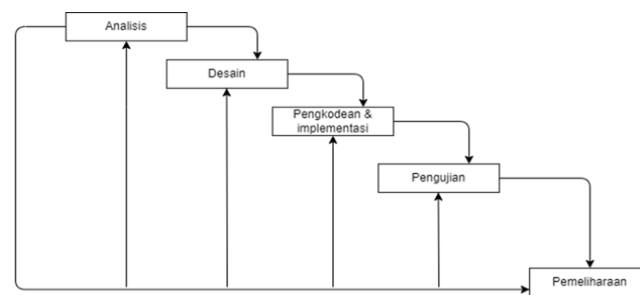 Analisis
Desain
Pengkodean &
implementasi
Pengujian
Pemeliharaan